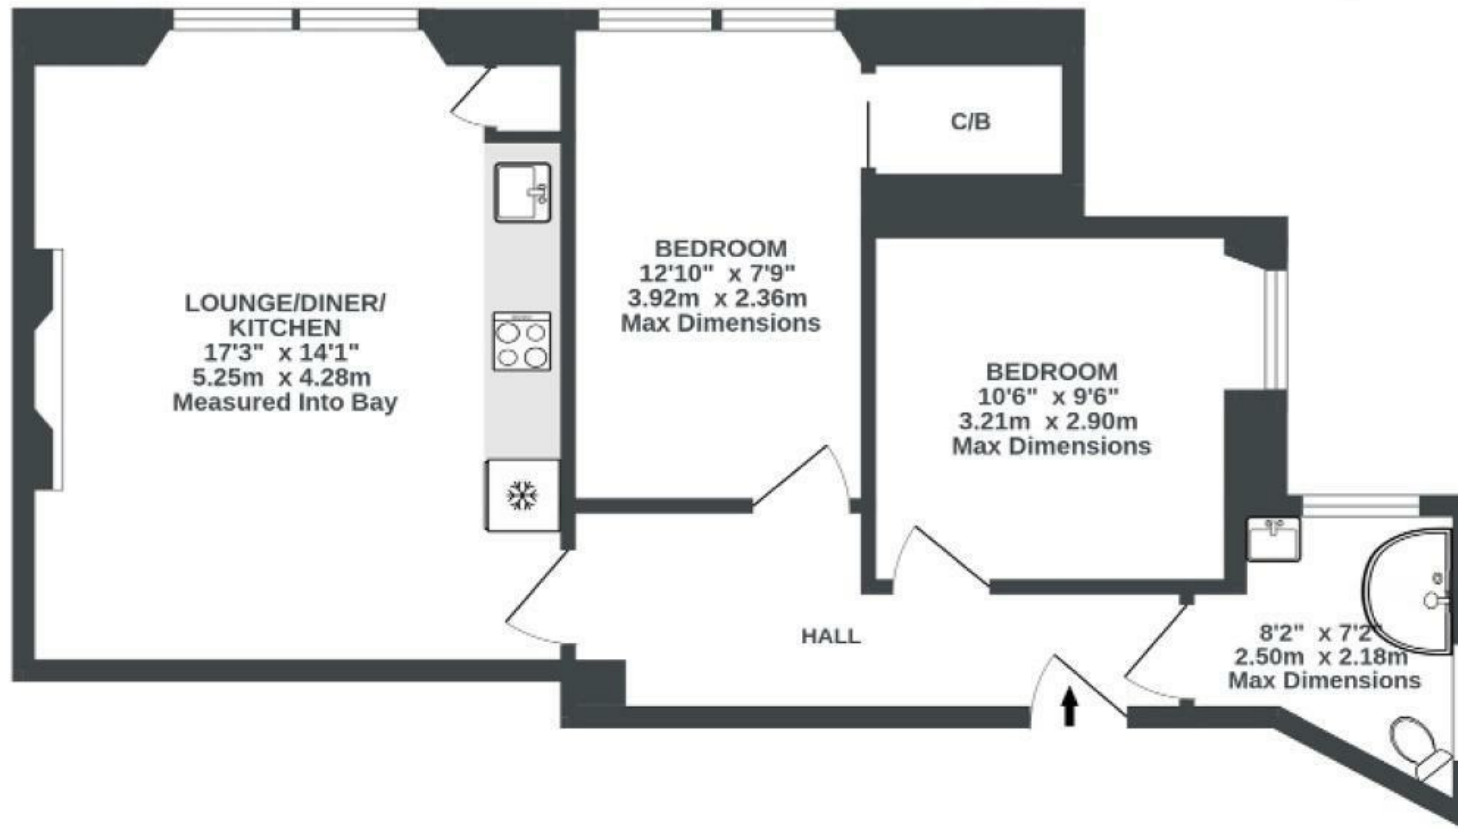 LOUNGE/DINER/
KITCHEN
17'3" x 14'1"
5.25m x 4.28m
Measured Into Bay
BEDROOM
12'10" x 7'9"
3.92m x 2.36m
Max Dimensions
C/B
BEDROOM
10'6" x 9'6"
3.21m x 2.90m
Max Dimensions
HALL
8'2" x 7'2"
2.50m x 2.18m
Max Dimensions